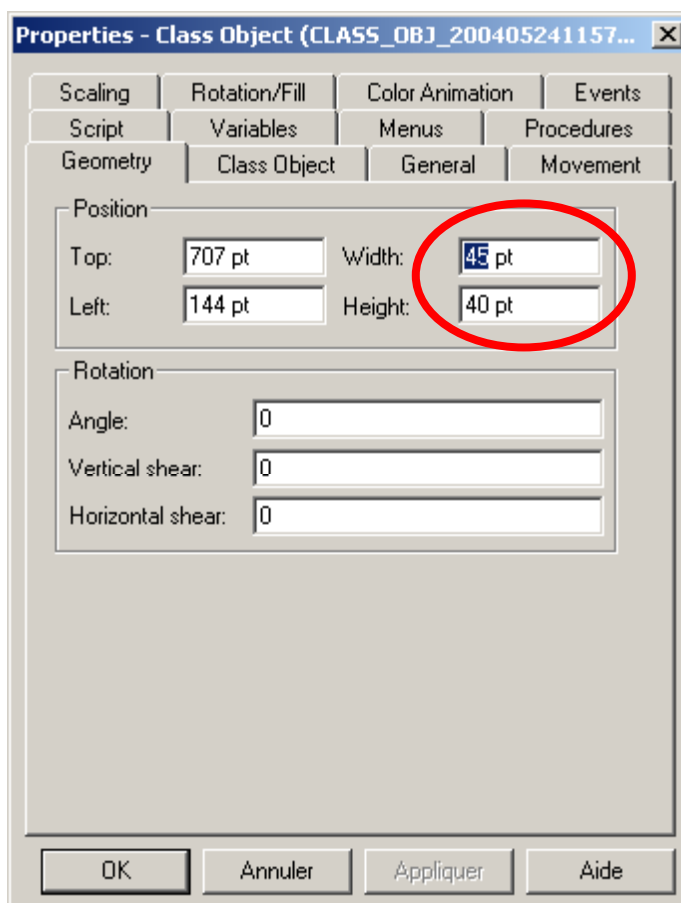 Properties - Class Object (CLASS_OBJ_200405241157...
Scaling Rotation/Fill Color Animation Events
Script Variables Menus Procedures
Geometry Class Object General Movement
Position
Top: 707 pt Width: 45 pt
Left: 144 pt Height: 40 pt
Rotation
Angle: 0
Vertical shear: 0
Horizontal shear: 0
OK Annuler Appliquer Aide